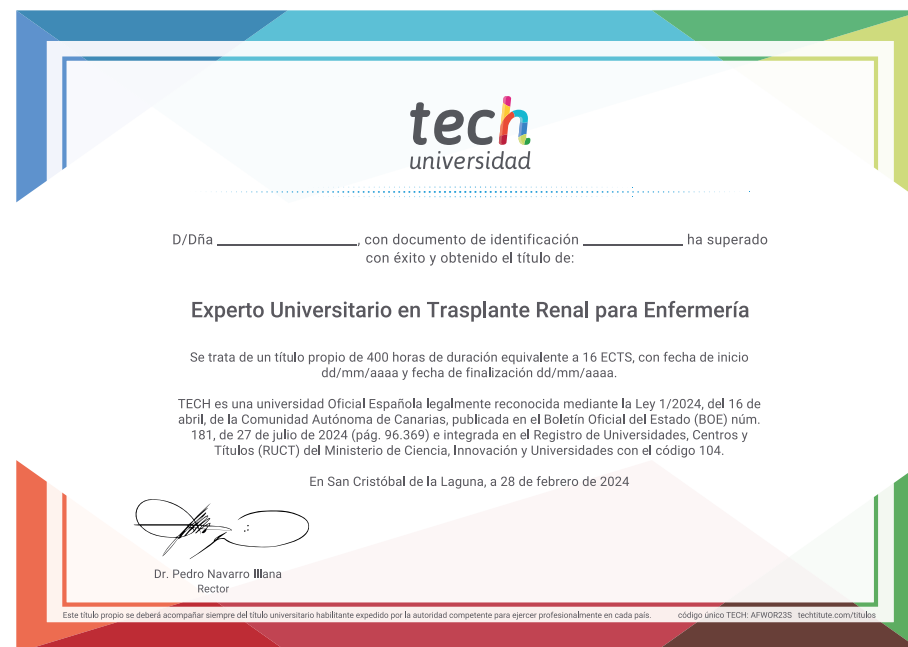 tech
universidad
D/Dña ____________________, con documento de identificación ______________ ha superado
con éxito y obtenido el título de:
Experto Universitario en Trasplante Renal para Enfermería
Se trata de un título propio de 400 horas de duración equivalente a 16 ECTS, con fecha de inicio
dd/mm/aaaa y fecha de finalización dd/mm/aaaa.
TECH es una universidad Oficial Española legalmente reconocida mediante la Ley 1/2024, del 16 de
abril, de la Comunidad Autónoma de Canarias, publicada en el Boletín Oficial del Estado (BOE) núm.
181, de 27 de julio de 2024 (pág. 96.369) e integrada en el Registro de Universidades, Centros y
Títulos (RUCT) del Ministerio de Ciencia, Innovación y Universidades con el código 104.
En San Cristóbal de la Laguna, a 28 de febrero de 2024
Dr. Pedro Navarro Illana
Rector
Este título propio se deberá acompañar siempre del título universitario habilitante expedido por la autoridad competente para ejercer profesionalmente en cada país. código único TECH: AFWOR23S techtitute.com/titulos